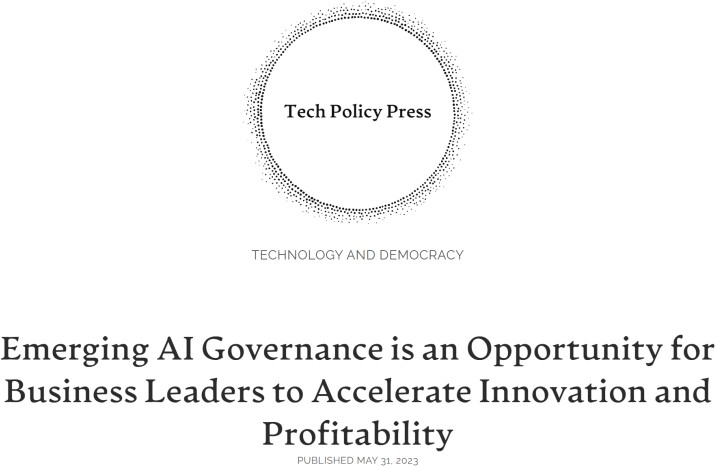 Tech Policy Press
TECHNOLOGY AND DEMOCRACY
Emerging AI Governance is an Opportunity for
Business Leaders to Accelerate Innovation and
Profitability
PUBLISHED MAY 31, 2023